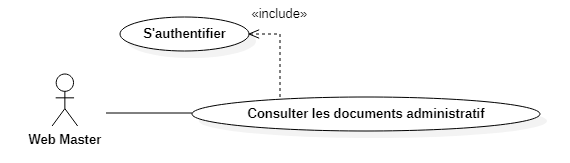 «include»
S'authentifier
Consulter les documents administratif
Web Master